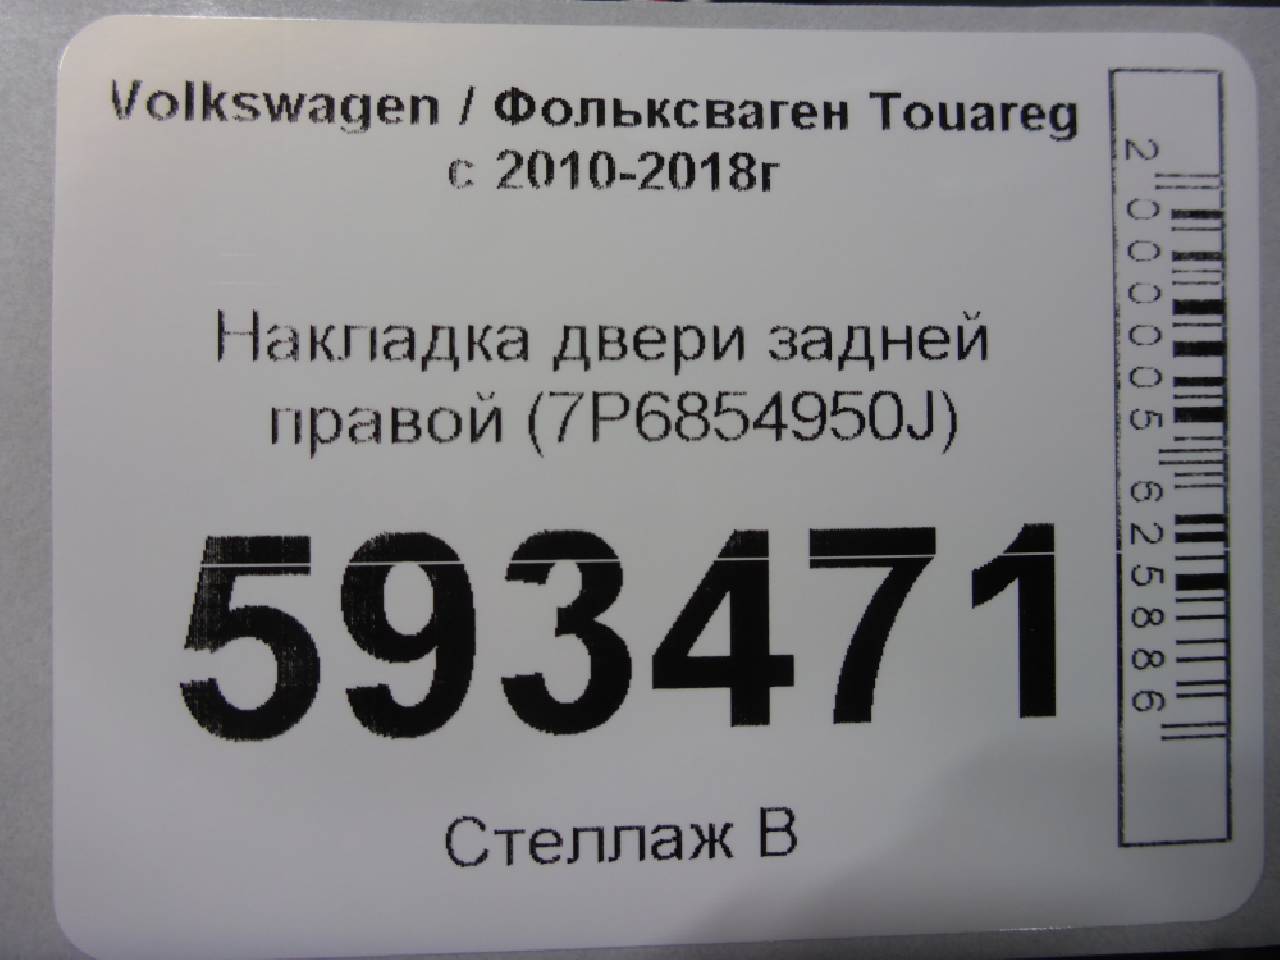 Volkswagen / Фольксваген Touareg
с 2010-2018г
Накладка двери задней
правой (7P6854950J)
593471
Стеллаж В
2000005625886